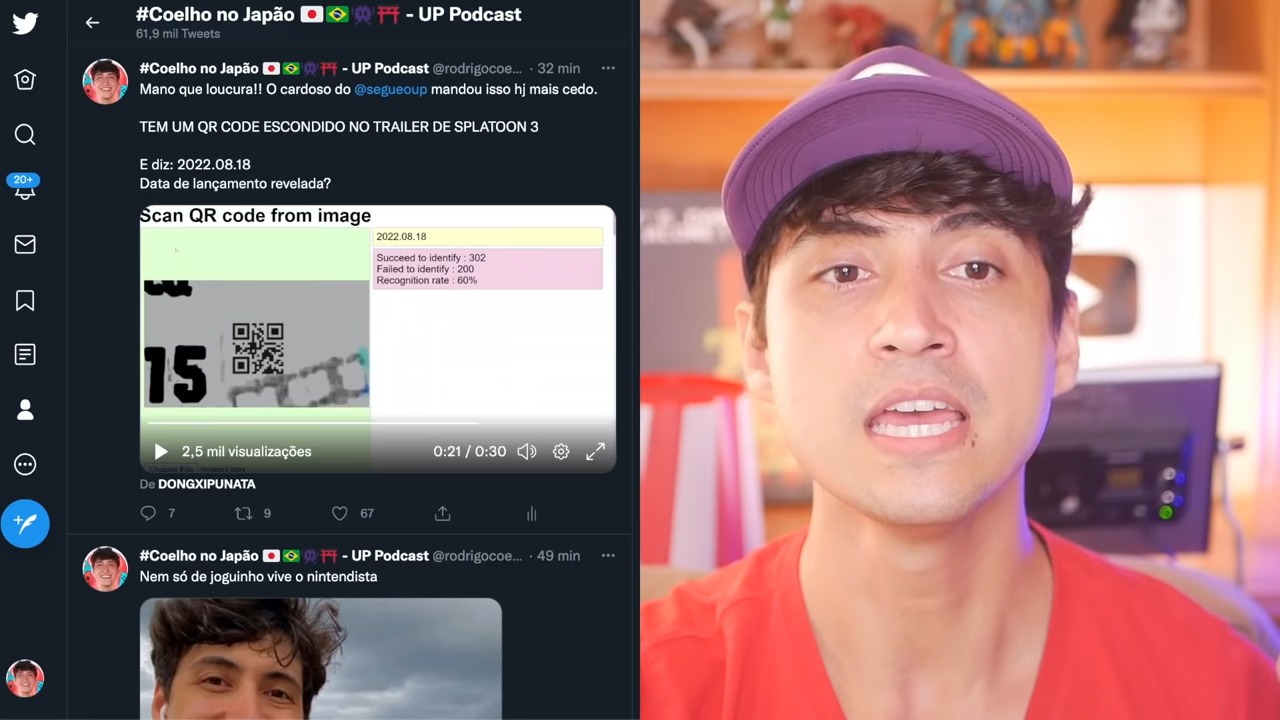 #Coelho no Japão 🇯🇵🇧🇷👾⛩️ - UP Podcast
61,9 mil Tweets
#Coelho no Japão 🇯🇵🇧🇷👾⛩️ - UP Podcast @rodrigocoe... · 32 min
Mano que loucura!! O cardoso do @segueoup mandou isso hj mais cedo.
TEM UM QR CODE ESCONDIDO NO TRAILER DE SPLATOON 3
E diz: 2022.08.18
Data de lançamento revelada?
20+
Scan QR code from image
2022.08.18
Succeed to identify : 302
Failed to identify : 200
Recognition rate : 60%
15
2,5 mil visualizações
0:21 / 0:30
De DONGXIPUNATA
7
9
67
#Coelho no Japão 🇯🇵🇧🇷👾⛩️ - UP Podcast @rodrigocoe... · 49 min
Nem só de joguinho vive o nintendista